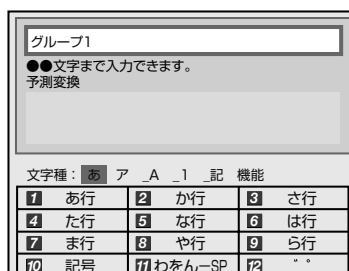 グループ1
●●文字まで入力できます。
予測変換
文字種： あ ア _A _1 _記 機能
1 あ行 2 か行 3 さ行
4 た行 5 な行 6 は行
7 ま行 8 や行 9 ら行
10 記号 11 わをん,ー,SP 12 ゛゜